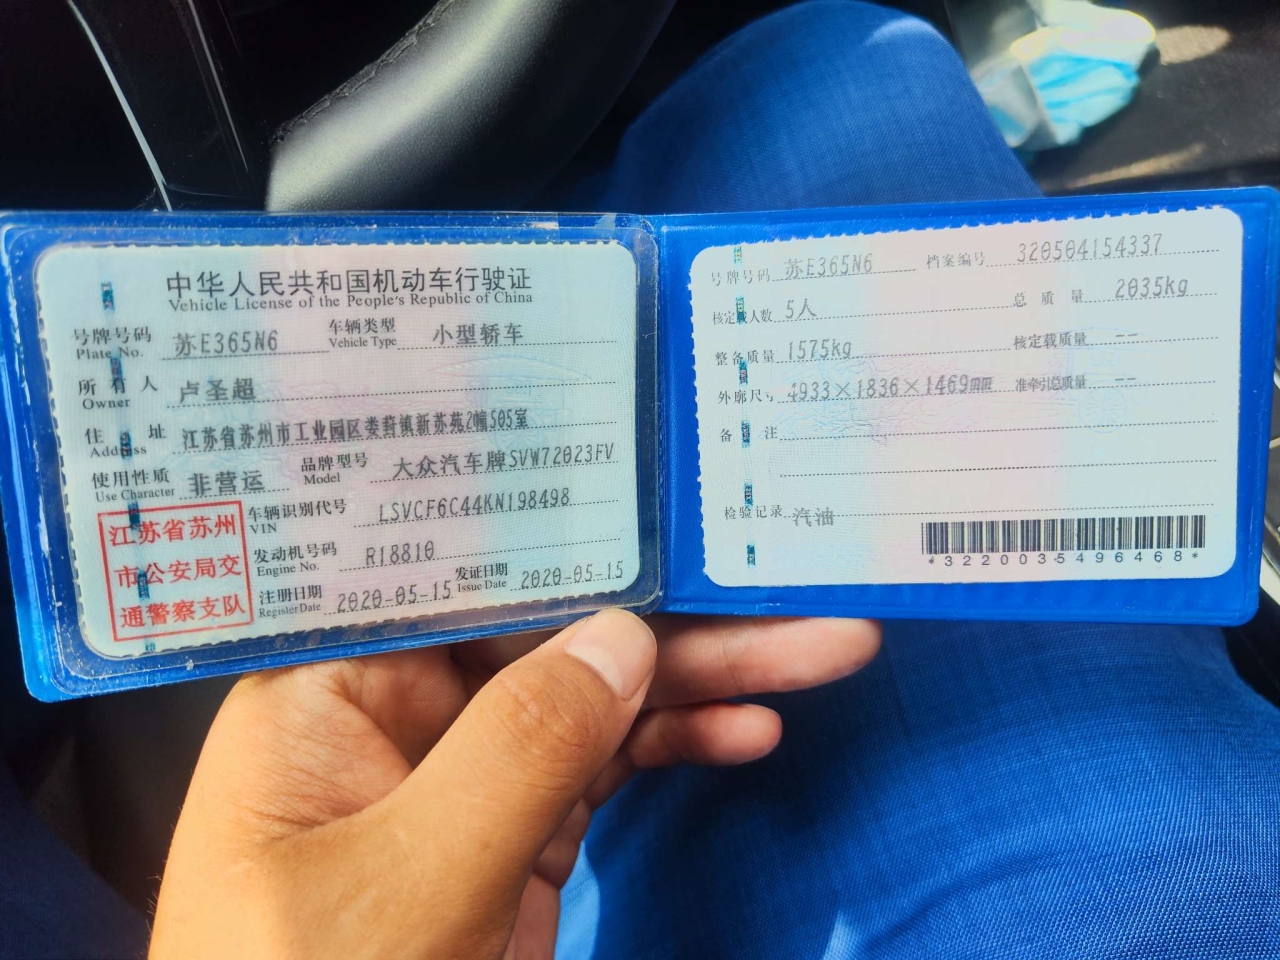 中华人民共和国机动车行驶证
Vehicle License of the People's Republic of China
号牌号码 苏E365N6 车辆类型 小型轿车
Plate No. Vehicle Type
所有人 卢圣超
Owner
住址 江苏省苏州市工业园区娄葑镇新苏苑2幢505室
Address
使用性质 非营运 品牌型号 大众汽车牌SVW72023FV
Use Character Model
车辆识别代号 LSVCF6C44KN198498
VIN
发动机号码 R18810
Engine No.
注册日期 2020-05-15 发证日期 2020-05-15
Register Date Issue Date
江苏省苏州
市公安局交
通警察支队
号牌号码 苏E365N6 档案编号 320504154337
核定载人数 5人 总质量 2035kg
整备质量 1575kg 核定载质量 --
外廓尺寸 4933×1836×1469mm 准牵引总质量 --
备注
检验记录 汽油
*3220035496468*